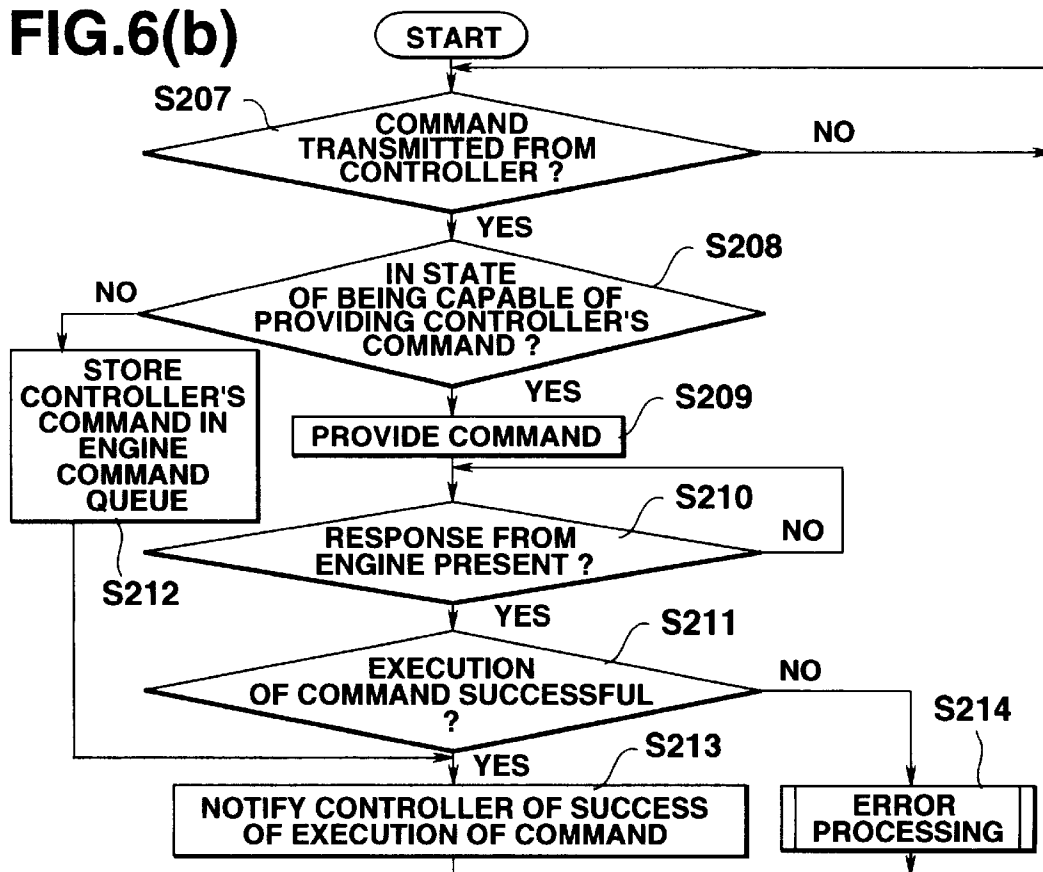 FIG.6(b)
START
S207
COMMAND
TRANSMITTED FROM
CONTROLLER ?
NO
YES
S208
IN STATE
OF BEING CAPABLE OF
PROVIDING CONTROLLER'S
COMMAND ?
NO
YES
STORE
CONTROLLER'S
COMMAND IN
ENGINE
COMMAND
QUEUE
S212
S209
PROVIDE COMMAND
S210
RESPONSE FROM
ENGINE PRESENT ?
NO
YES
S211
EXECUTION
OF COMMAND SUCCESSFUL
?
NO
YES
S213
NOTIFY CONTROLLER OF SUCCESS
OF EXECUTION OF COMMAND
S214
ERROR
PROCESSING